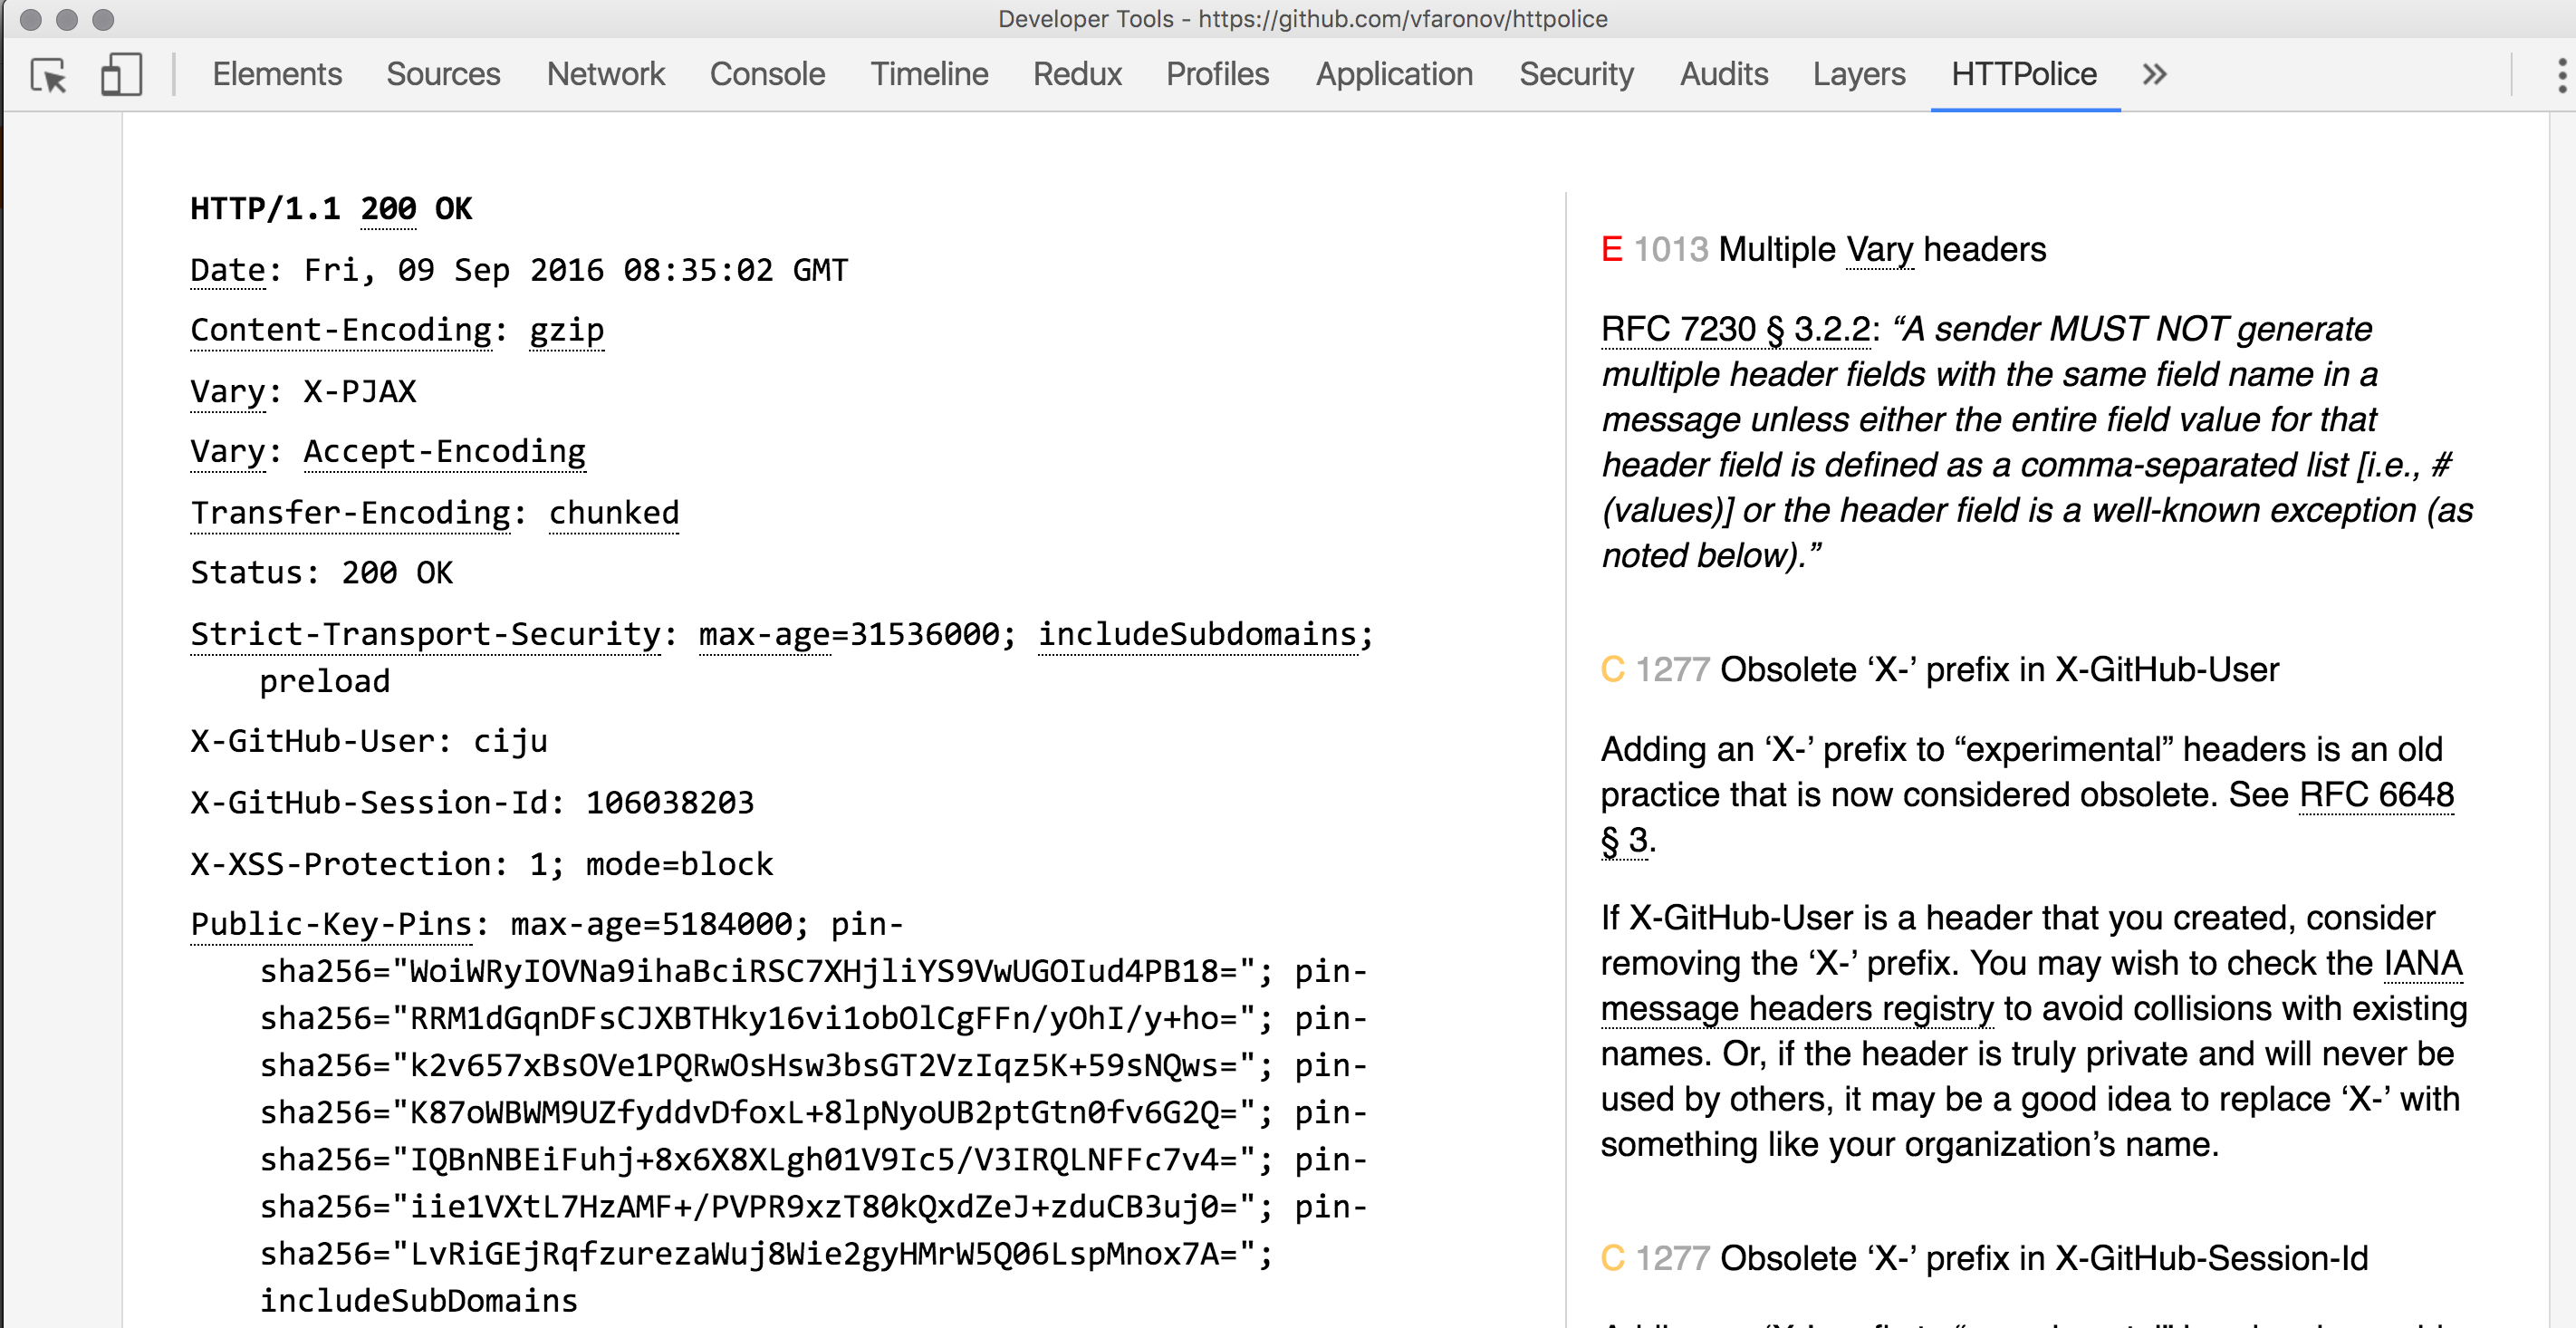 Developer Tools - https://github.com/vfaronov/httpolice
Elements Sources Network Console Timeline Redux Profiles Application Security Audits Layers HTTPolice »
HTTP/1.1 200 OK
Date: Fri, 09 Sep 2016 08:35:02 GMT
Content-Encoding: gzip
Vary: X-PJAX
Vary: Accept-Encoding
Transfer-Encoding: chunked
Status: 200 OK
Strict-Transport-Security: max-age=31536000; includeSubdomains;
preload
X-GitHub-User: ciju
X-GitHub-Session-Id: 106038203
X-XSS-Protection: 1; mode=block
Public-Key-Pins: max-age=5184000; pin-
sha256="WoiWRyIOVNa9ihaBciRSC7XHjliYS9VwUGOIud4PB18="; pin-
sha256="RRM1dGqnDFsCJXBTHky16vi1obOlCgFFn/yOhI/y+ho="; pin-
sha256="k2v657xBsOVe1PQRwOsHsw3bsGT2VzIqz5K+59sNQws="; pin-
sha256="K87oWBWM9UZfyddvDfoxL+8lpNyoUB2ptGtn0fv6G2Q="; pin-
sha256="IQBnNBEiFuhj+8x6X8XLgh01V9Ic5/V3IRQLNFFc7v4="; pin-
sha256="iie1VXtL7HzAMF+/PVPR9xzT80kQxdZeJ+zduCB3uj0="; pin-
sha256="LvRiGEjRqfzurezaWuj8Wie2gyHMrW5Q06LspMnox7A=";
includeSubDomains
E 1013 Multiple Vary headers
RFC 7230 § 3.2.2: “A sender MUST NOT generate
multiple header fields with the same field name in a
message unless either the entire field value for that
header field is defined as a comma-separated list [i.e., #
(values)] or the header field is a well-known exception (as
noted below).”
C 1277 Obsolete ‘X-’ prefix in X-GitHub-User
Adding an ‘X-’ prefix to “experimental” headers is an old
practice that is now considered obsolete. See RFC 6648
§ 3.
If X-GitHub-User is a header that you created, consider
removing the ‘X-’ prefix. You may wish to check the IANA
message headers registry to avoid collisions with existing
names. Or, if the header is truly private and will never be
used by others, it may be a good idea to replace ‘X-’ with
something like your organization’s name.
C 1277 Obsolete ‘X-’ prefix in X-GitHub-Session-Id